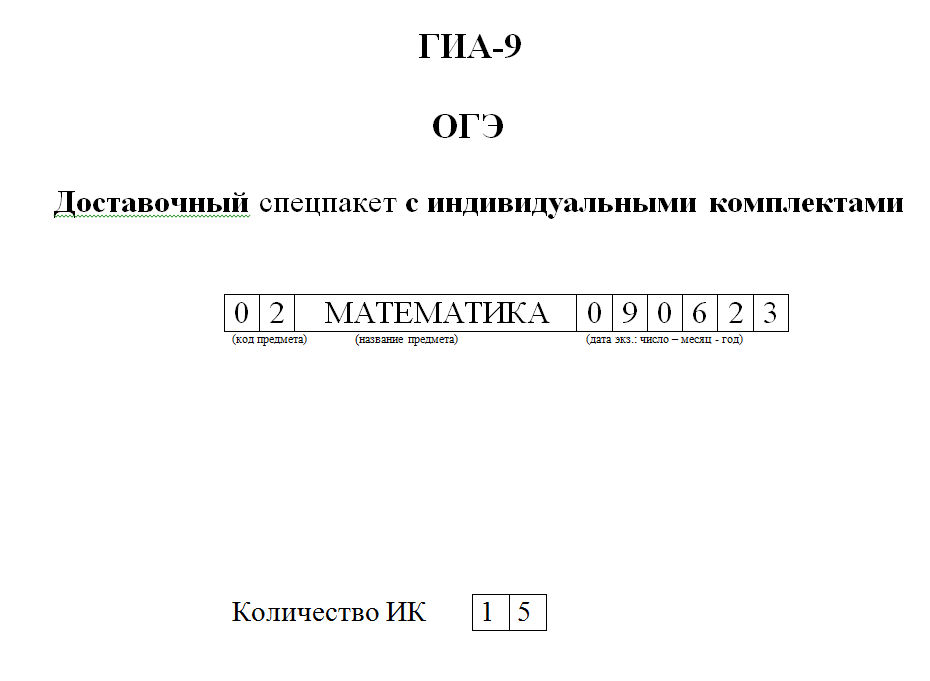 ГИА-9
ОГЭ
Доставочный спецпакет с индивидуальными комплектами
0 2 МАТЕМАТИКА 0 9 0 6 2 3
(код предмета) (название предмета) (дата экз.: число – месяц - год)
Количество ИК 1 5